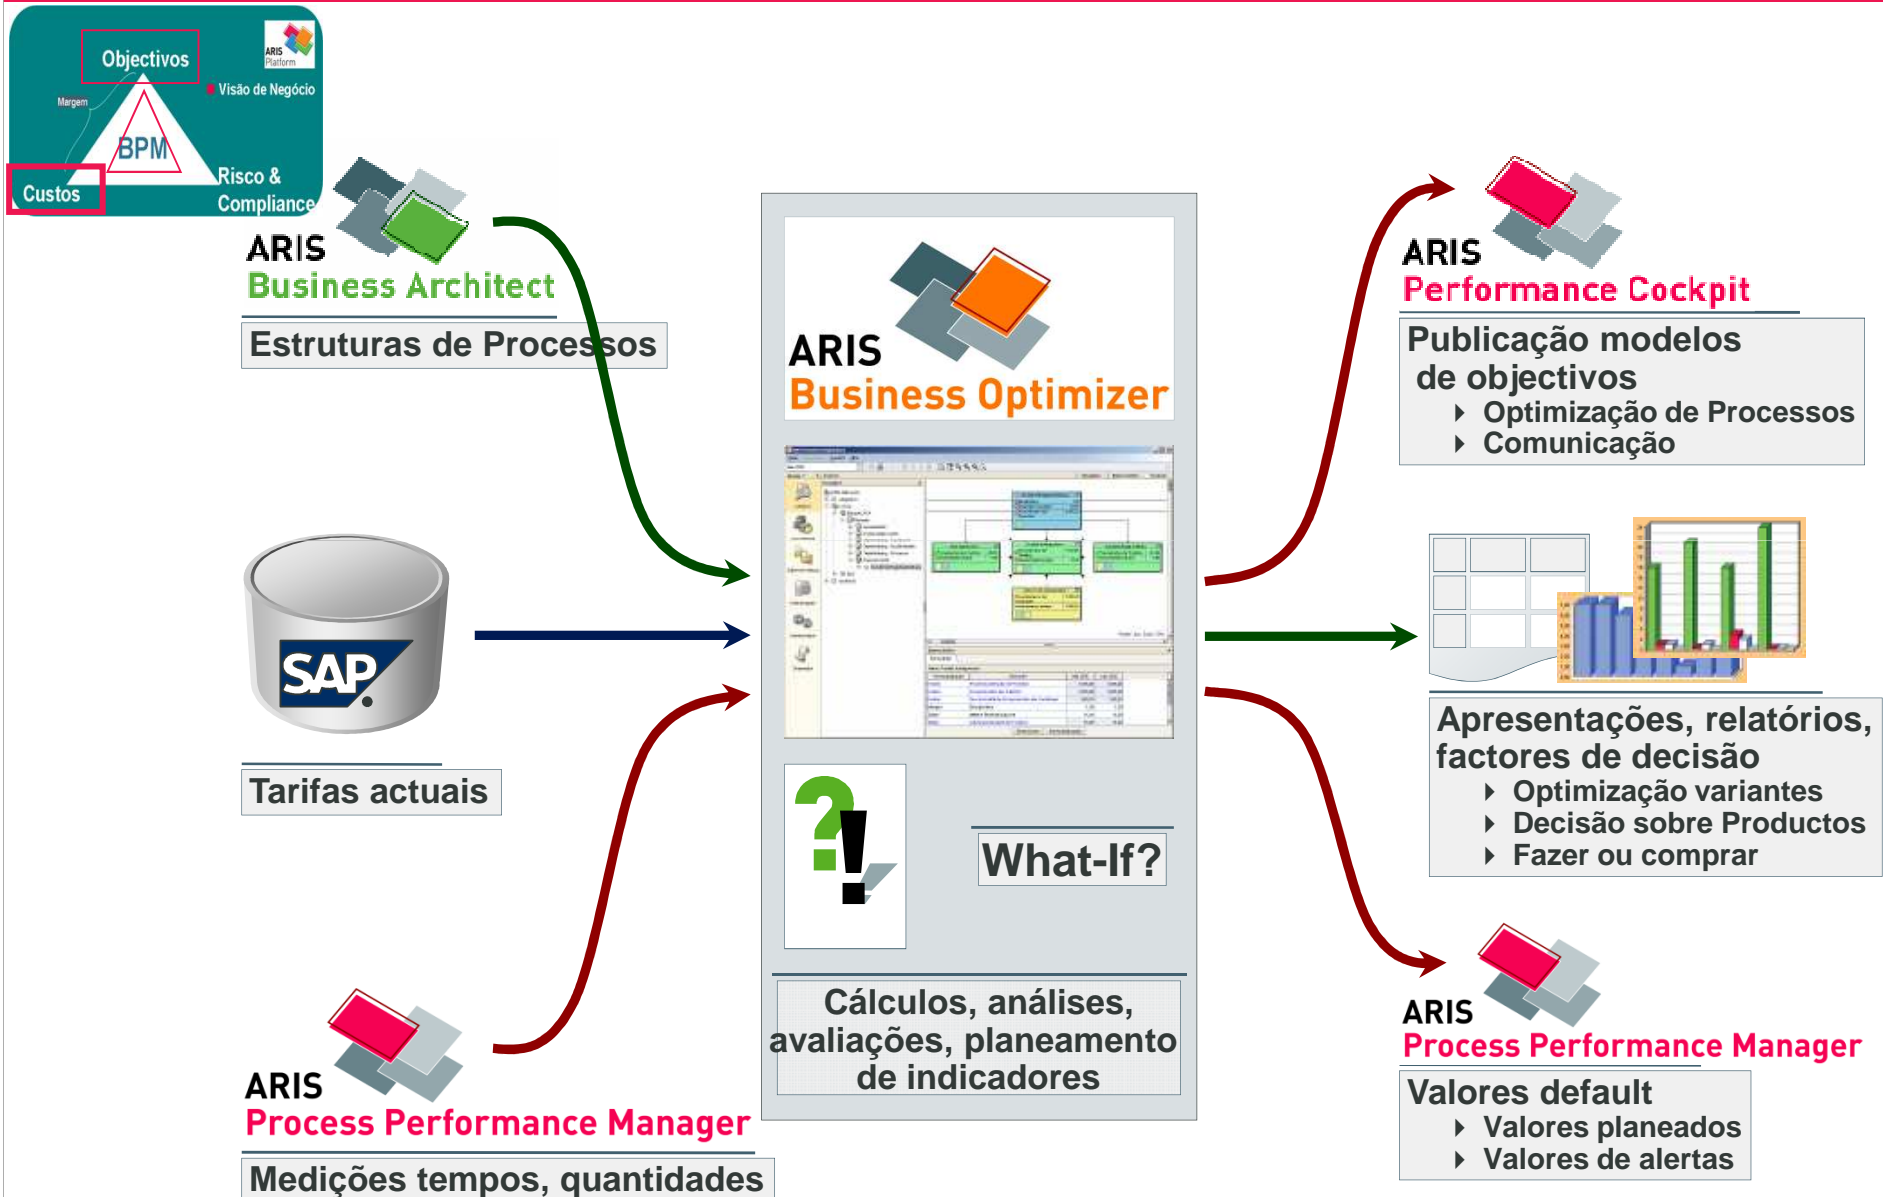 Objectivos
ARIS
Platform
Visão de Negócio
Margem
BPM
Custos
Risco &
Compliance
ARIS
Business Architect
Estruturas de Processos
SAP
Tarifas actuais
ARIS
Process Performance Manager
Medições tempos, quantidades
ARIS
Business Optimizer
?!
What-If?
Cálculos, análises,
avaliações, planeamento
de indicadores
ARIS
Performance Cockpit
Publicação modelos
de objectivos
Optimização de Processos
Comunicação
Apresentações, relatórios,
factores de decisão
Optimização variantes
Decisão sobre Productos
Fazer ou comprar
ARIS
Process Performance Manager
Valores default
Valores planeados
Valores de alertas